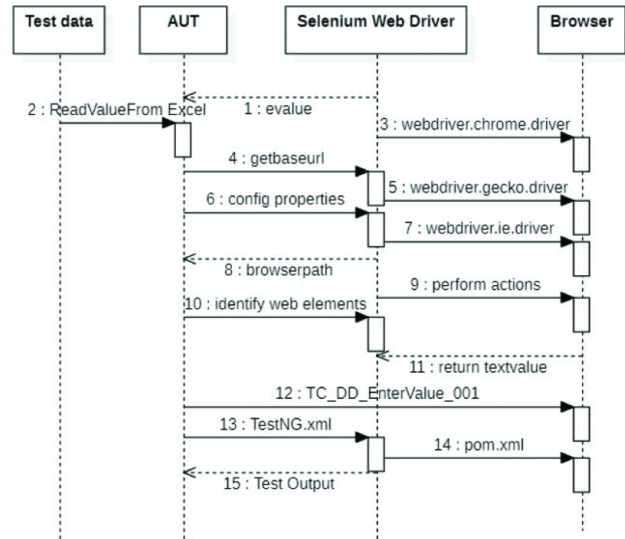 Test data
AUT
Selenium Web Driver
Browser
1 : evalue
2 : ReadValueFrom Excel
3 : webdriver.chrome.driver
4 : getbaseurl
5 : webdriver.gecko.driver
6 : config properties
7 : webdriver.ie.driver
8 : browserpath
9 : perform actions
10 : identify web elements
11 : return textvalue
12 : TC_DD_EnterValue_001
13 : TestNG.xml
14 : pom.xml
15 : Test Output